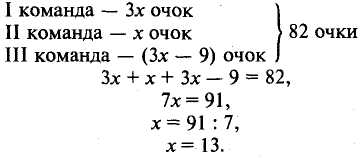 I команда — 3x очок
II команда — x очок
III команда — (3x — 9) очок
82 очки
3x + x + 3x — 9 = 82,
7x = 91,
x = 91 : 7,
x = 13.